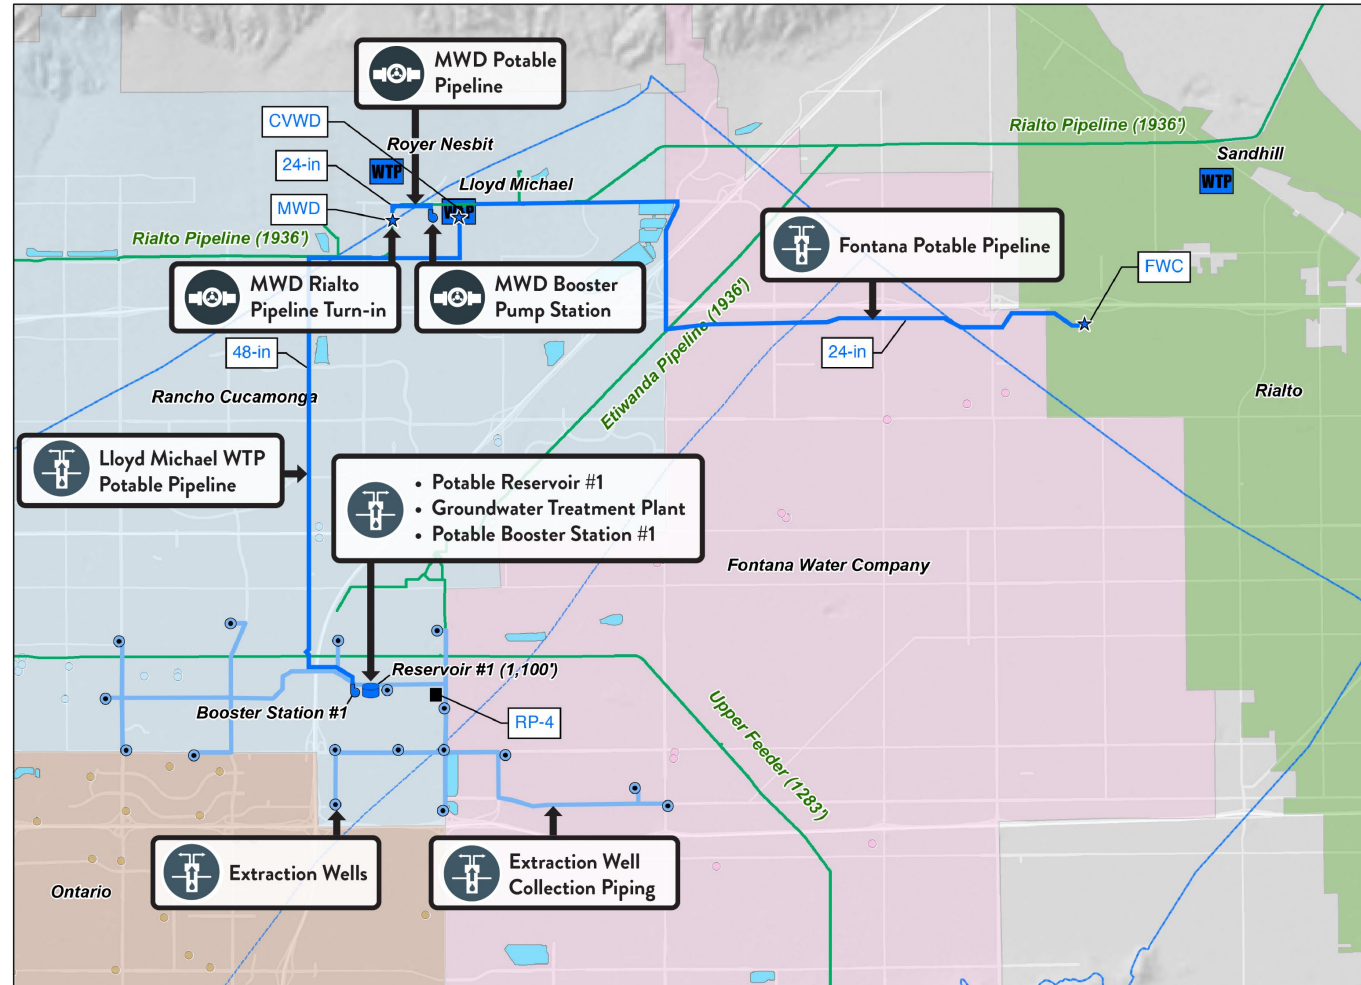 MWD Potable
Pipeline
CVWD
Royer Nesbit
Rialto Pipeline (1936')
Sandhill
24-in
WTP
Lloyd Michael
WTP
MWD
WTP
Rialto Pipeline (1936')
Fontana Potable Pipeline
FWC
MWD Rialto
Pipeline Turn-in
MWD Booster
Pump Station
Etiwanda Pipeline (1936')
48-in
24-in
Rancho Cucamonga
Rialto
Lloyd Michael WTP
Potable Pipeline
• Potable Reservoir #1
• Groundwater Treatment Plant
• Potable Booster Station #1
Fontana Water Company
Reservoir #1 (1,100')
Booster Station #1
RP-4
Upper Feeder (1283')
Extraction Wells
Extraction Well
Collection Piping
Ontario